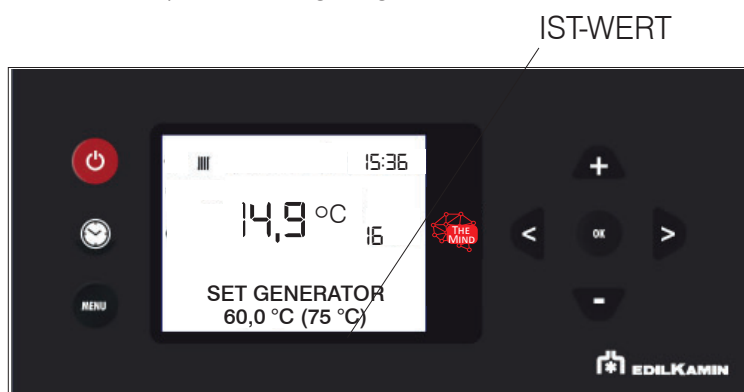 IST-WERT
15:36
14,9 °C
16
THE
MIND
SET GENERATOR
60,0 °C (75 °C)
OK
MENU
EDILKAMIN